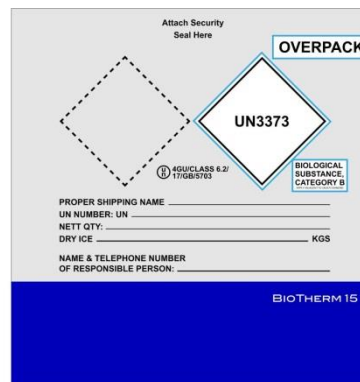 Attach Security
Seal Here
OVERPACK
UN3373
4GU/CLASS 6.2/
17/GB/5703
BIOLOGICAL
SUBSTANCE,
CATEGORY B
PROPER SHIPPING NAME
UN NUMBER: UN
NETT QTY:
DRY ICE KGS
NAME & TELEPHONE NUMBER
OF RESPONSIBLE PERSON:
BIOTHERM 15